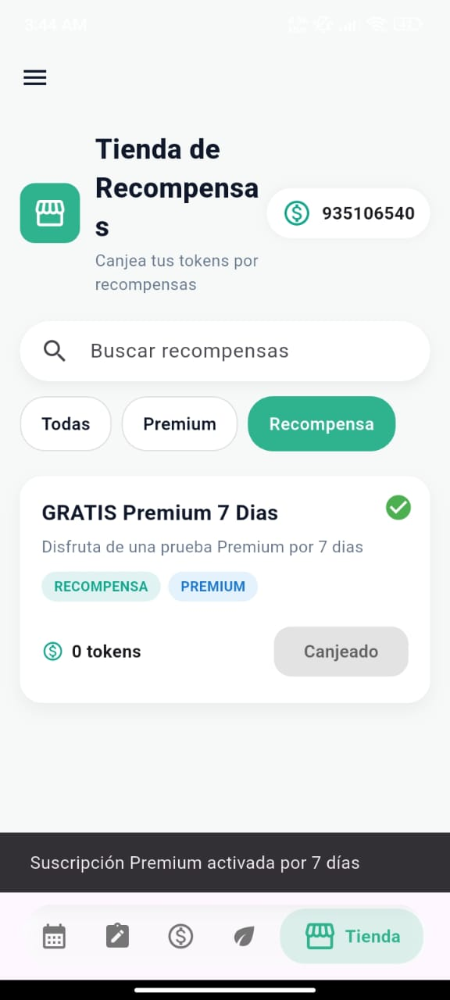 3:44 AM
Tienda de
Recompensa
s
935106540
Canjea tus tokens por
recompensas
Buscar recompensas
Todas
Premium
Recompensa
GRATIS Premium 7 Dias
Disfruta de una prueba Premium por 7 dias
RECOMPENSA
PREMIUM
0 tokens
Canjeado
Suscripción Premium activada por 7 días
Tienda